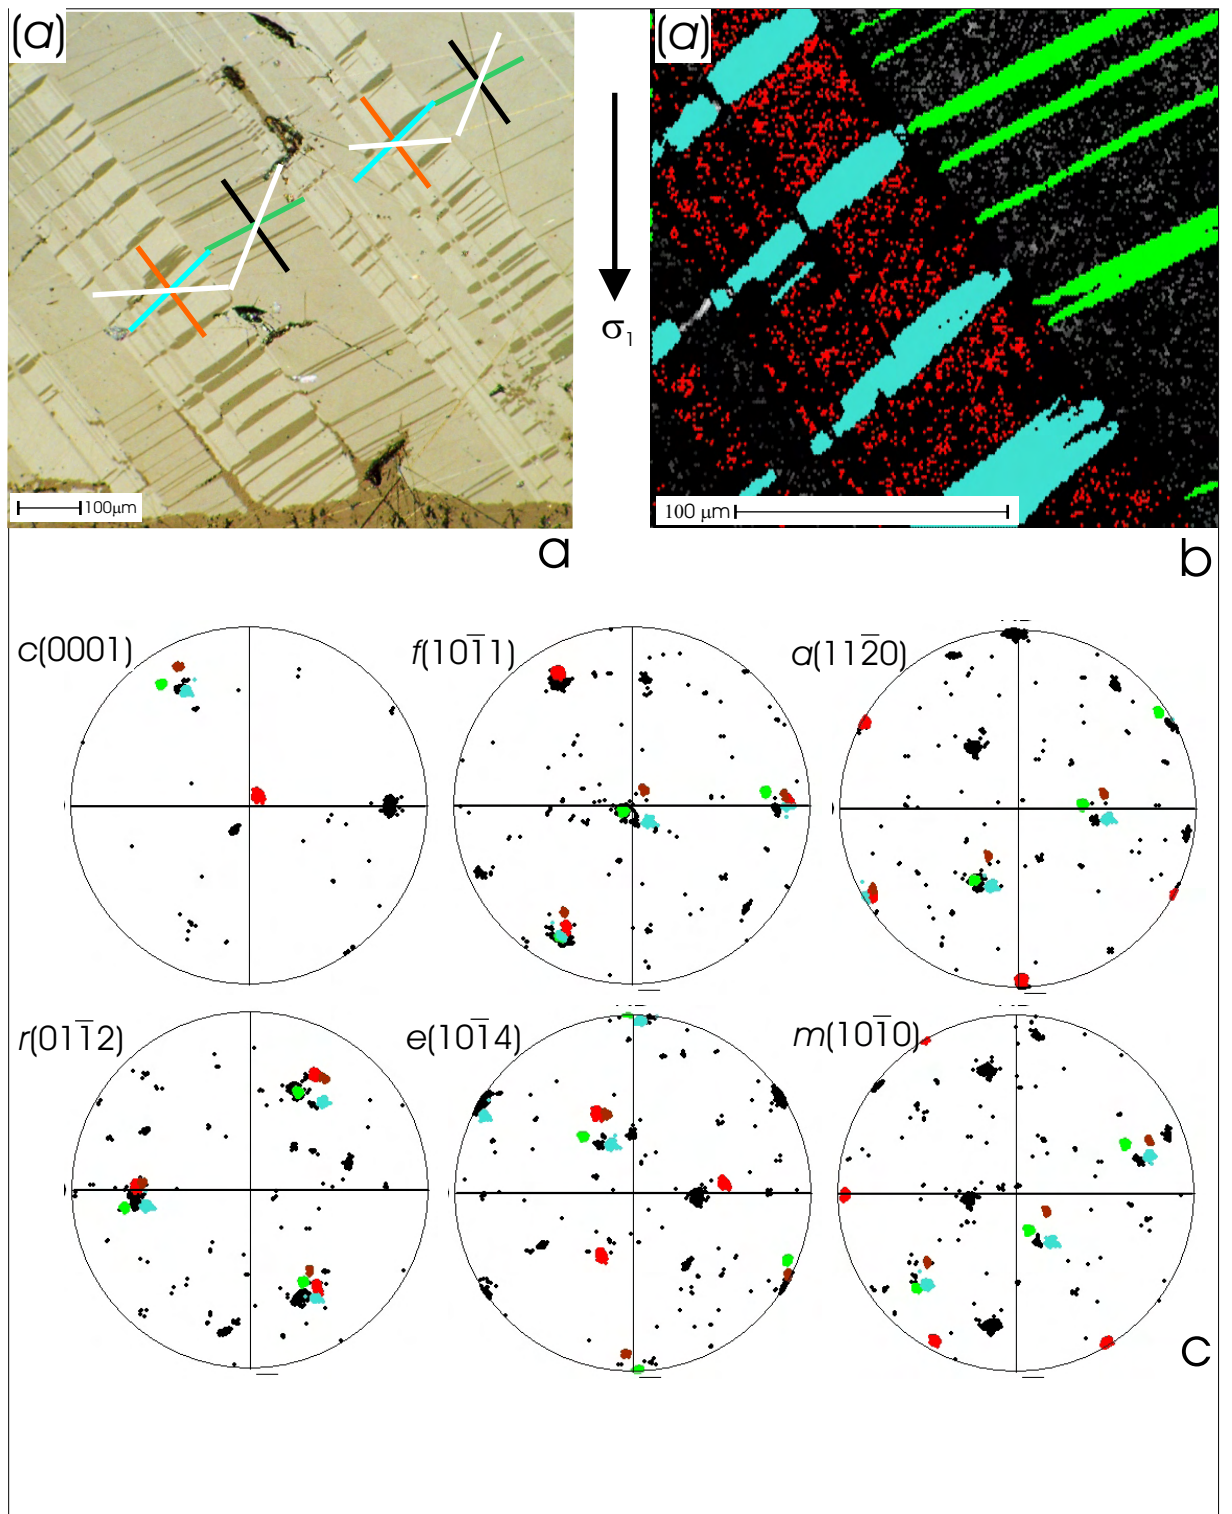 (a)
100μm
a
σ₁
(a)
100 μm
b
c(0001)
f(101̅1)
a(112̅0)
r(011̅2)
e(101̅4)
m(101̅0)
c